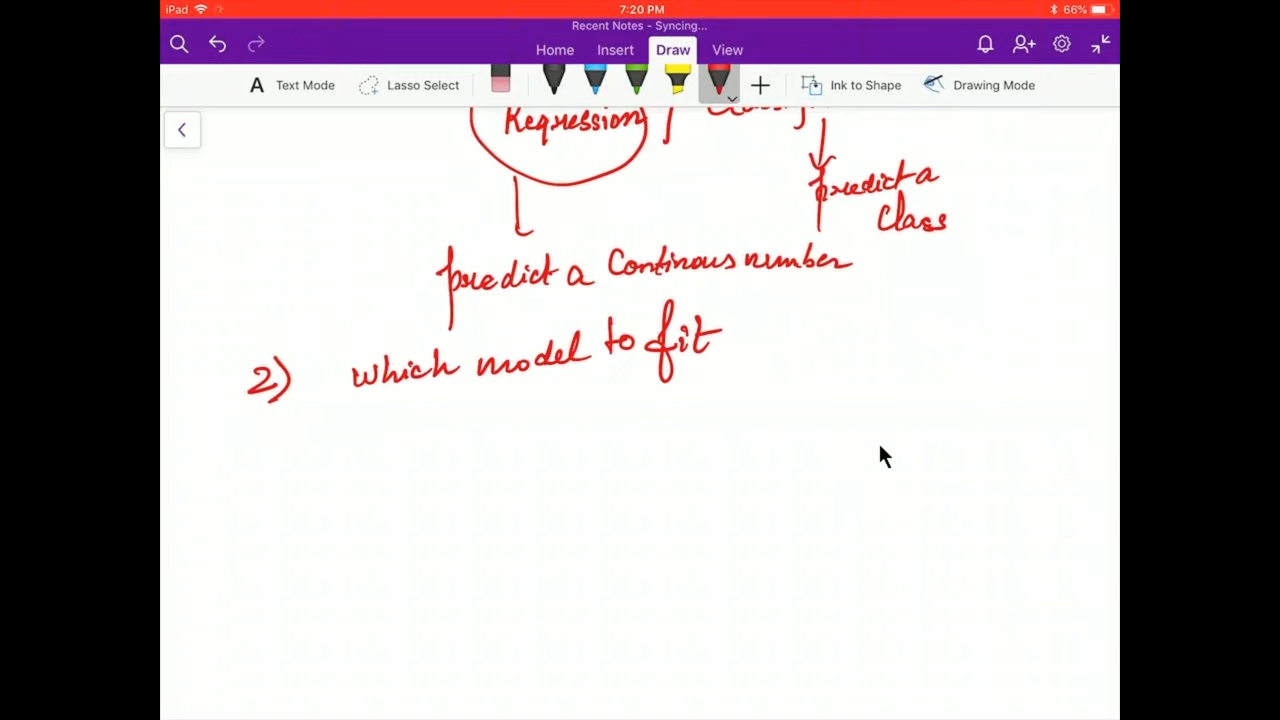 iPad 7:20 PM 66%
Recent Notes - Syncing...
Home Insert Draw View
A Text Mode Lasso Select Ink to Shape Drawing Mode
Regression
predict a
Class
predict a Continous number
2) which model to fit